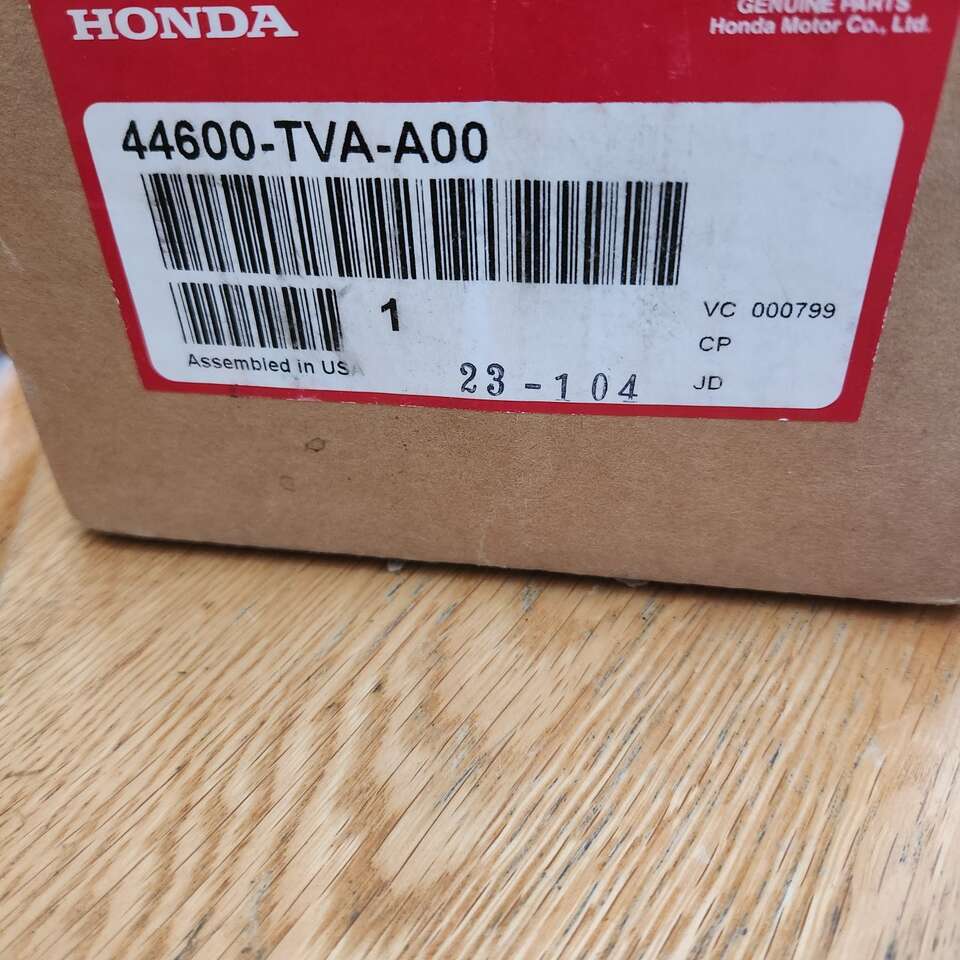 HONDA
GENUINE PARTS
Honda Motor Co., Ltd.
44600-TVA-A00
1
VC 000799
CP
Assembled in USA
23-104
JD